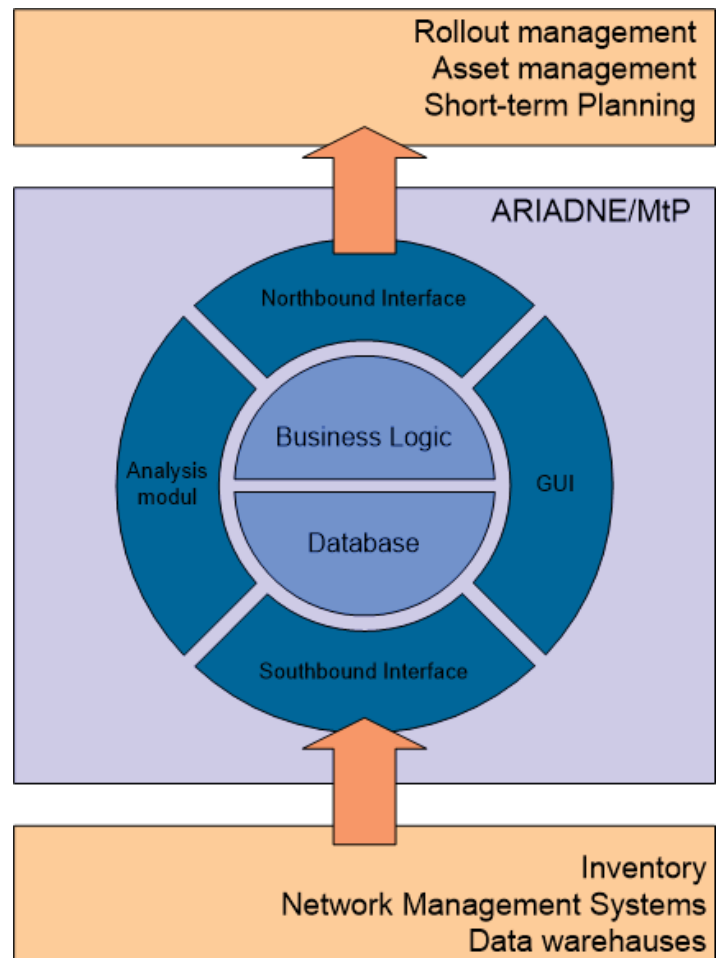 Rollout management
Asset management
Short-term Planning
ARIADNE/MtP
Northbound Interface
Business Logic
Analysis
modul
GUI
Database
Southbound Interface
Inventory
Network Management Systems
Data warehauses